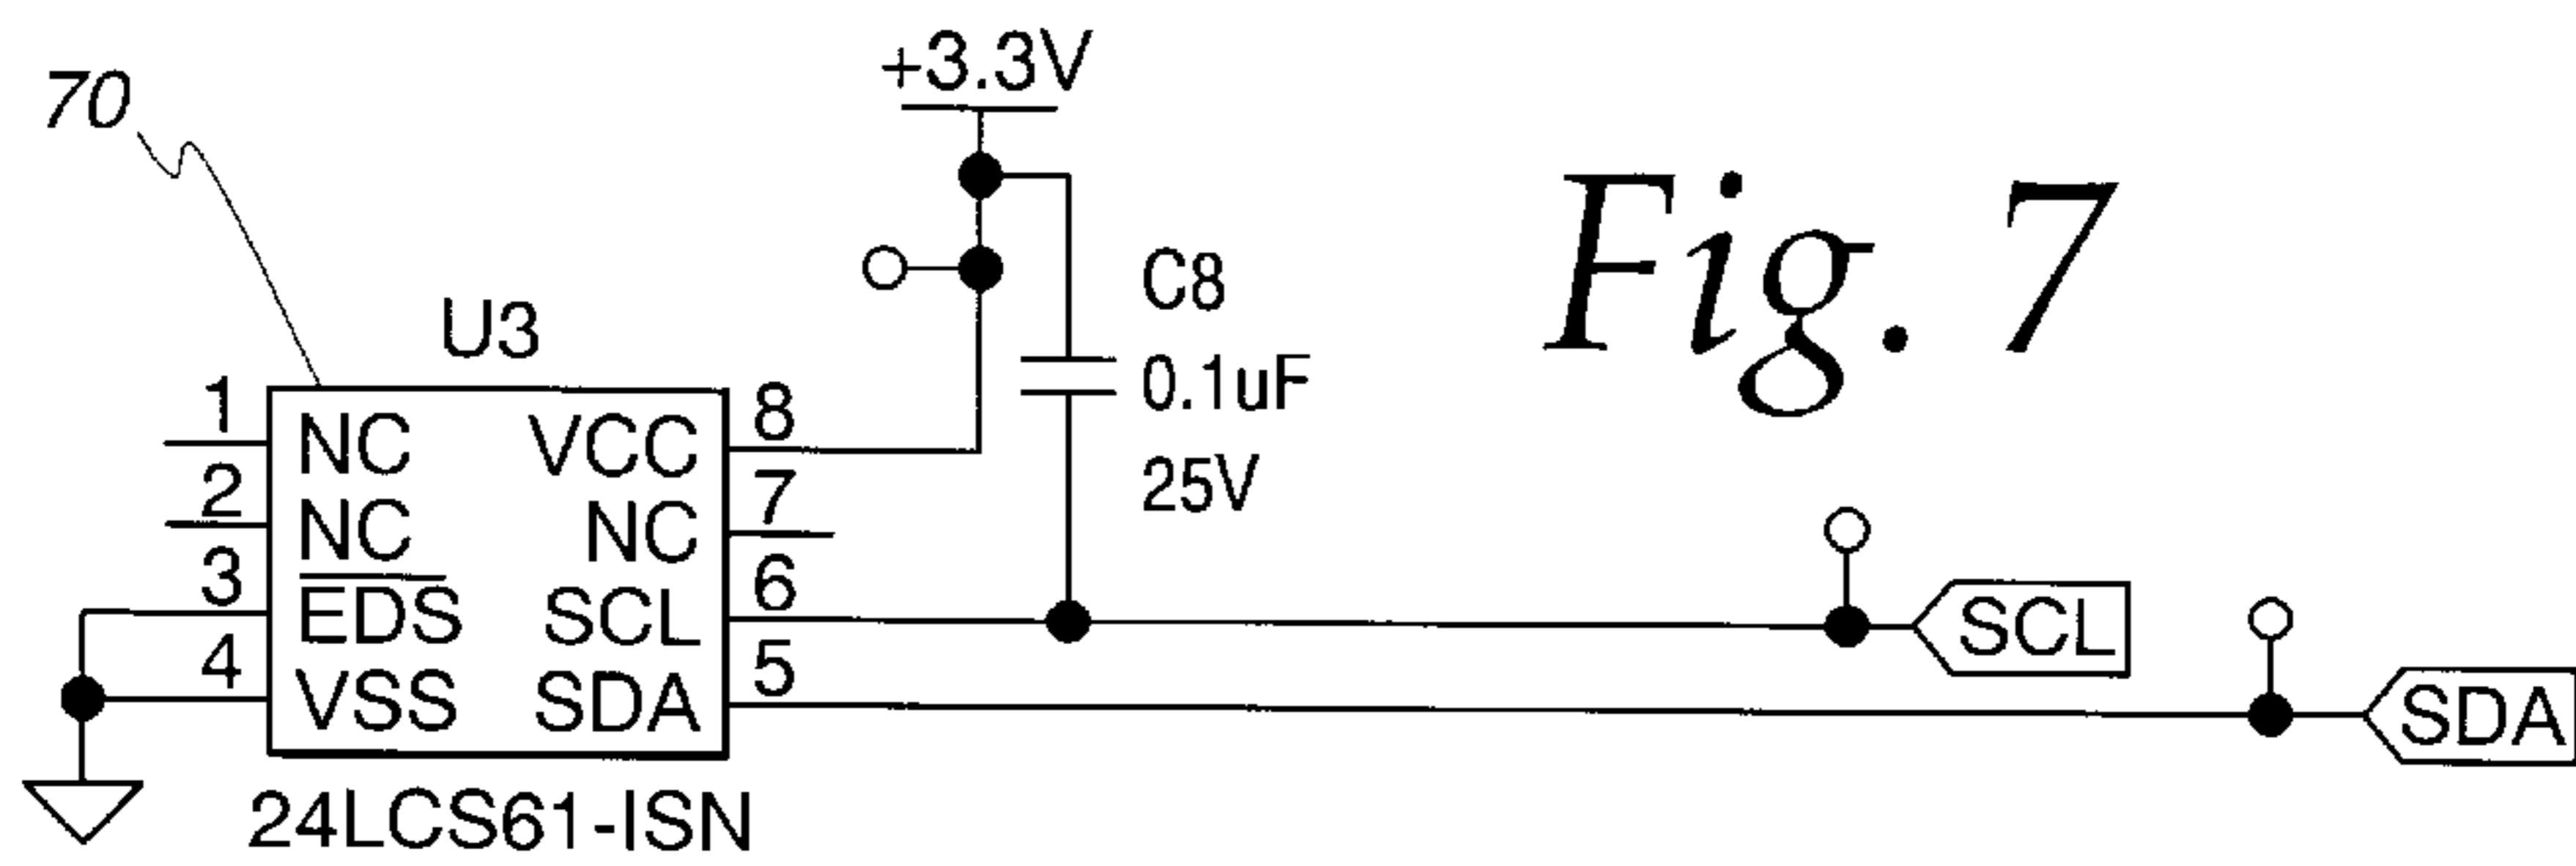 70
+3.3V
Fig. 7
C8
0.1uF
25V
U3
1 NC VCC 8
2 NC NC 7
3 EDS SCL 6
4 VSS SDA 5
SCL
SDA
24LCS61-ISN